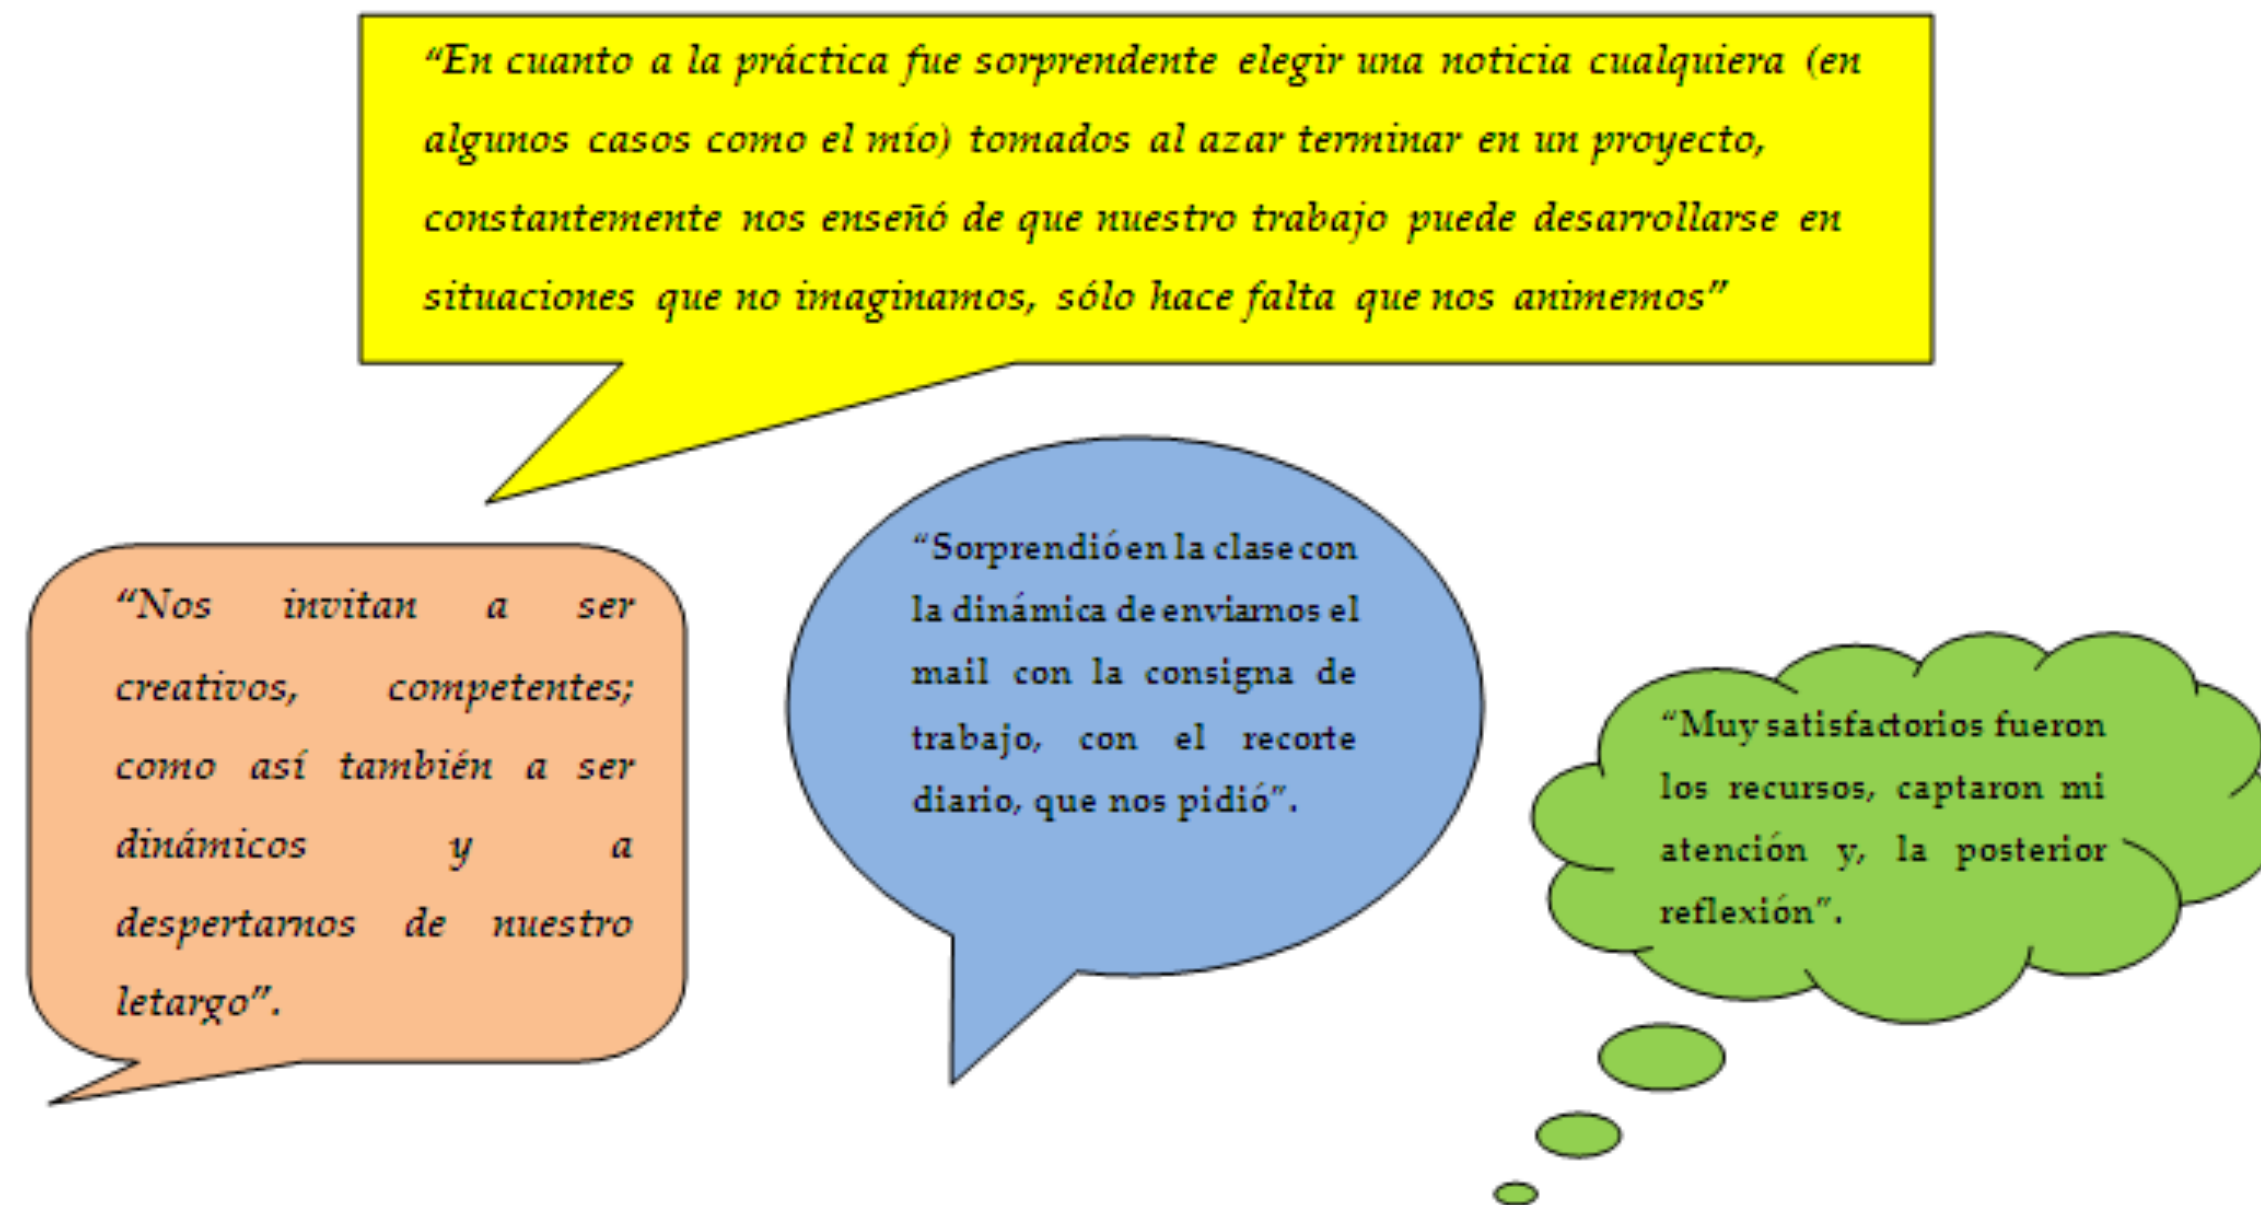 “En cuanto a la práctica fue sorprendente elegir una noticia cualquiera (en
algunos casos como el mío) tomados al azar terminar en un proyecto,
constantemente nos enseñó de que nuestro trabajo puede desarrollarse en
situaciones que no imaginamos, sólo hace falta que nos animemos”
“Nos invitan a ser
creativos, competentes;
como así también a ser
dinámicos y a
despertarnos de nuestro
letargo”.
“Sorprendió en la clase con
la dinámica de enviarnos el
mail con la consigna de
trabajo, con el recorte
diario, que nos pidió”.
“Muy satisfactorios fueron
los recursos, captaron mi
atención y, la posterior
reflexión”.